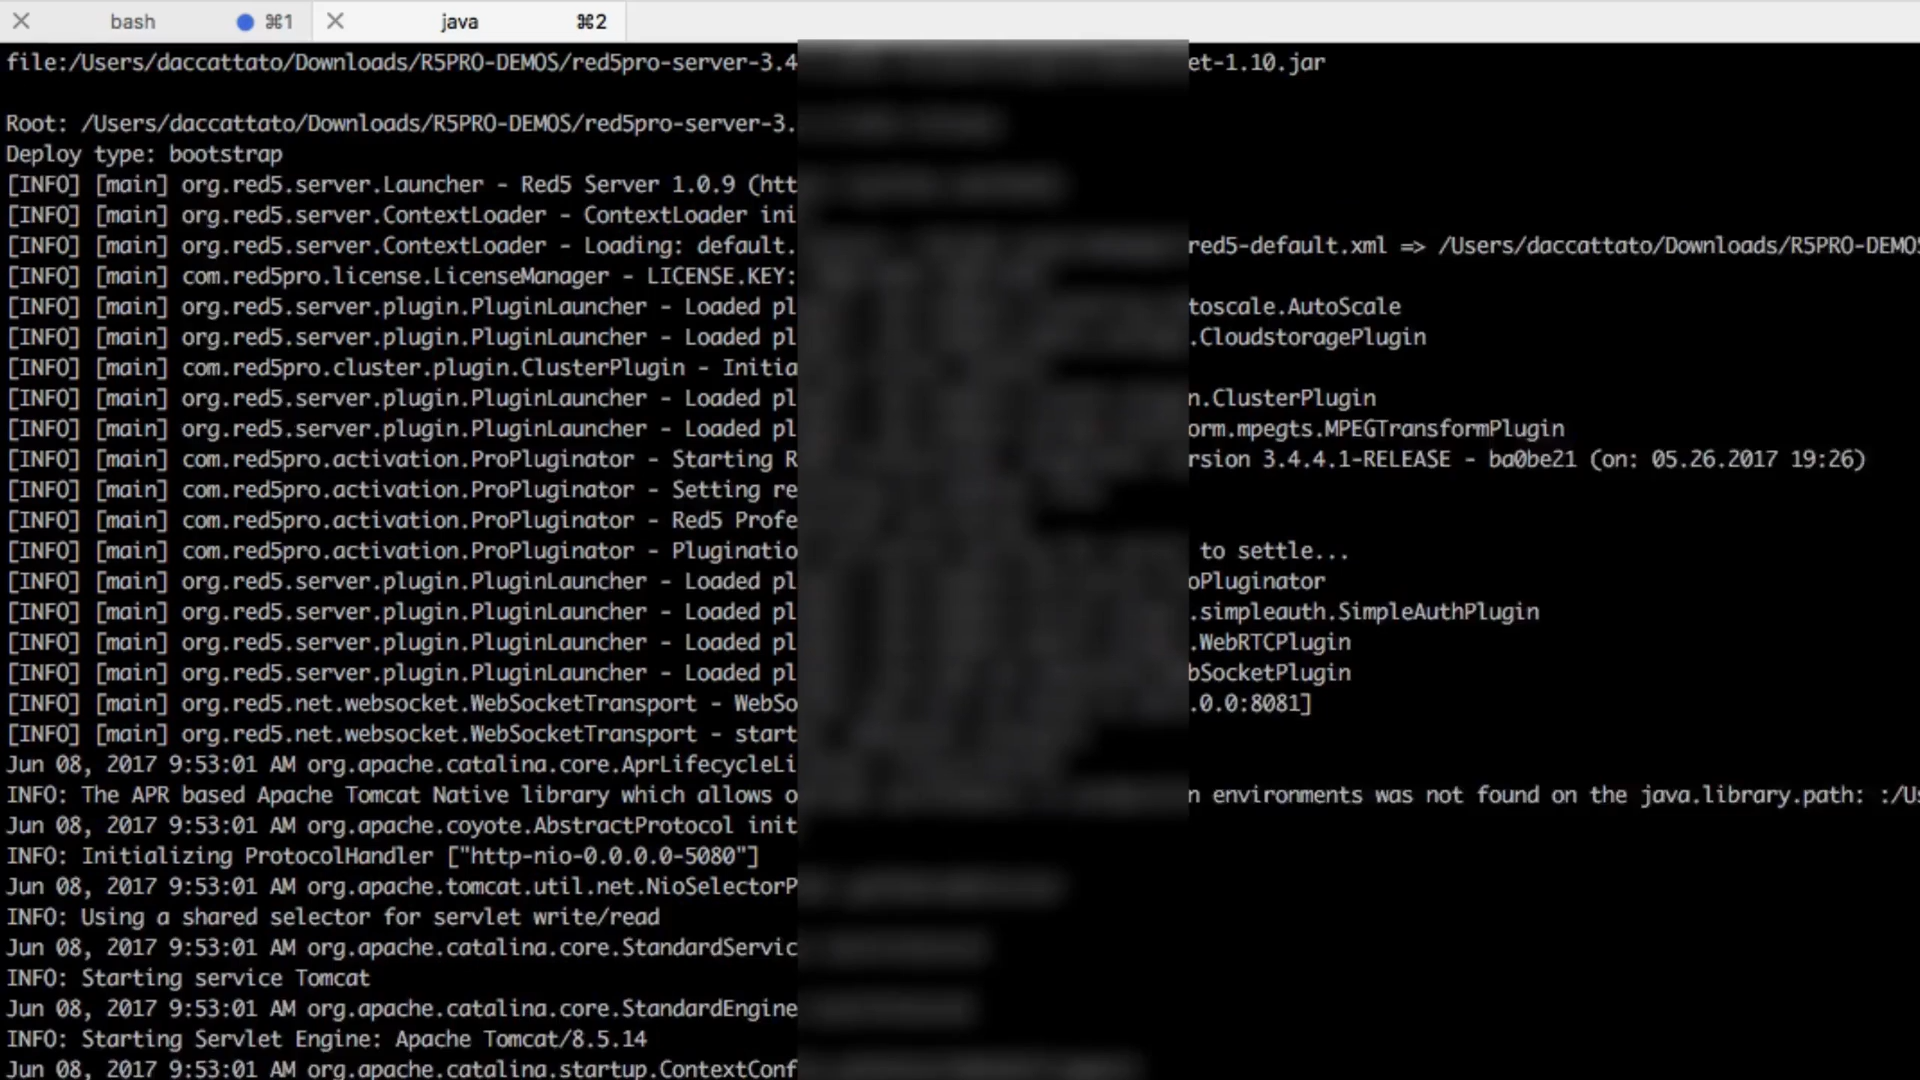 bash ⌘1 java ⌘2
file:/Users/daccattato/Downloads/R5PRO-DEMOS/red5pro-server-3.4 et-1.10.jar
Root: /Users/daccattato/Downloads/R5PRO-DEMOS/red5pro-server-3.
Deploy type: bootstrap
[INFO] [main] org.red5.server.Launcher - Red5 Server 1.0.9 (htt
[INFO] [main] org.red5.server.ContextLoader - ContextLoader ini
[INFO] [main] org.red5.server.ContextLoader - Loading: default. red5-default.xml => /Users/daccattato/Downloads/R5PRO-DEMOS
[INFO] [main] com.red5pro.license.LicenseManager - LICENSE.KEY:
[INFO] [main] org.red5.server.plugin.PluginLauncher - Loaded pl toscale.AutoScale
[INFO] [main] org.red5.server.plugin.PluginLauncher - Loaded pl .CloudstoragePlugin
[INFO] [main] com.red5pro.cluster.plugin.ClusterPlugin - Initia
[INFO] [main] org.red5.server.plugin.PluginLauncher - Loaded pl n.ClusterPlugin
[INFO] [main] org.red5.server.plugin.PluginLauncher - Loaded pl orm.mpegts.MPEGTransformPlugin
[INFO] [main] com.red5pro.activation.ProPluginator - Starting R rsion 3.4.4.1-RELEASE - ba0be21 (on: 05.26.2017 19:26)
[INFO] [main] com.red5pro.activation.ProPluginator - Setting re
[INFO] [main] com.red5pro.activation.ProPluginator - Red5 Profe
[INFO] [main] com.red5pro.activation.ProPluginator - Pluginatio to settle...
[INFO] [main] org.red5.server.plugin.PluginLauncher - Loaded pl oPluginator
[INFO] [main] org.red5.server.plugin.PluginLauncher - Loaded pl .simpleauth.SimpleAuthPlugin
[INFO] [main] org.red5.server.plugin.PluginLauncher - Loaded pl .WebRTCPlugin
[INFO] [main] org.red5.server.plugin.PluginLauncher - Loaded pl bSocketPlugin
[INFO] [main] org.red5.net.websocket.WebSocketTransport - WebSo .0.0:8081]
[INFO] [main] org.red5.net.websocket.WebSocketTransport - start
Jun 08, 2017 9:53:01 AM org.apache.catalina.core.AprLifecycleLi
INFO: The APR based Apache Tomcat Native library which allows o n environments was not found on the java.library.path: :/Us
Jun 08, 2017 9:53:01 AM org.apache.coyote.AbstractProtocol init
INFO: Initializing ProtocolHandler ["http-nio-0.0.0.0-5080"]
Jun 08, 2017 9:53:01 AM org.apache.tomcat.util.net.NioSelectorP
INFO: Using a shared selector for servlet write/read
Jun 08, 2017 9:53:01 AM org.apache.catalina.core.StandardServic
INFO: Starting service Tomcat
Jun 08, 2017 9:53:01 AM org.apache.catalina.core.StandardEngine
INFO: Starting Servlet Engine: Apache Tomcat/8.5.14
Jun 08, 2017 9:53:01 AM org.apache.catalina.startup.ContextConf